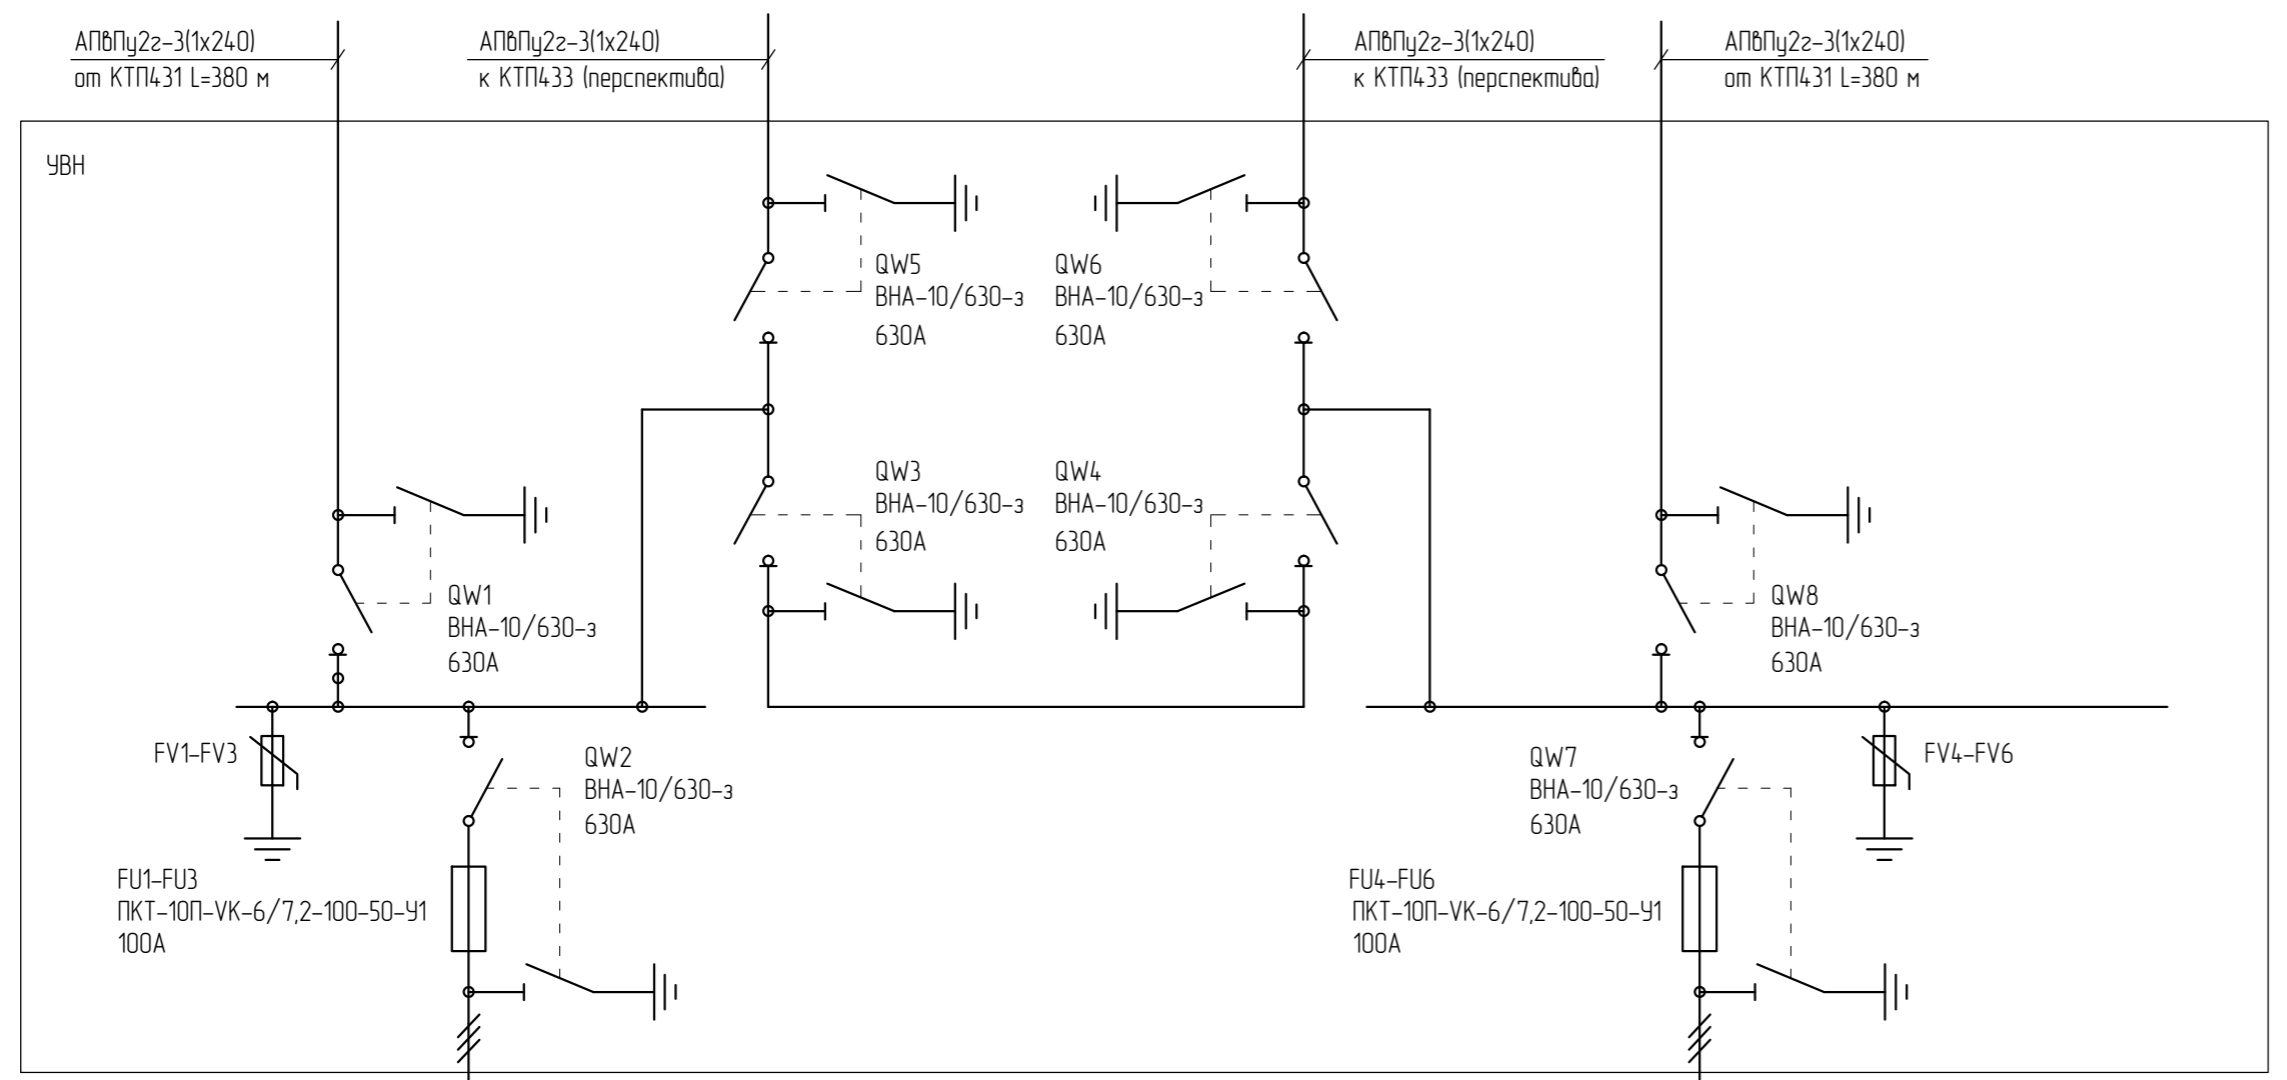 АПвПу2г-3(1х240)
от КТП431 L=380 м
АПвПу2г-3(1х240)
к КТП433 (перспектива)
АПвПу2г-3(1х240)
к КТП433 (перспектива)
АПвПу2г-3(1х240)
от КТП431 L=380 м
УВН
QW5
ВНА-10/630-з
630А
QW6
ВНА-10/630-з
630А
QW3
ВНА-10/630-з
630А
QW4
ВНА-10/630-з
630А
QW1
ВНА-10/630-з
630А
QW8
ВНА-10/630-з
630А
FV1-FV3
QW2
ВНА-10/630-з
630А
QW7
ВНА-10/630-з
630А
FV4-FV6
FU1-FU3
ПКТ-10П-VK-6/7,2-100-50-У1
100А
FU4-FU6
ПКТ-10П-VK-6/7,2-100-50-У1
100А